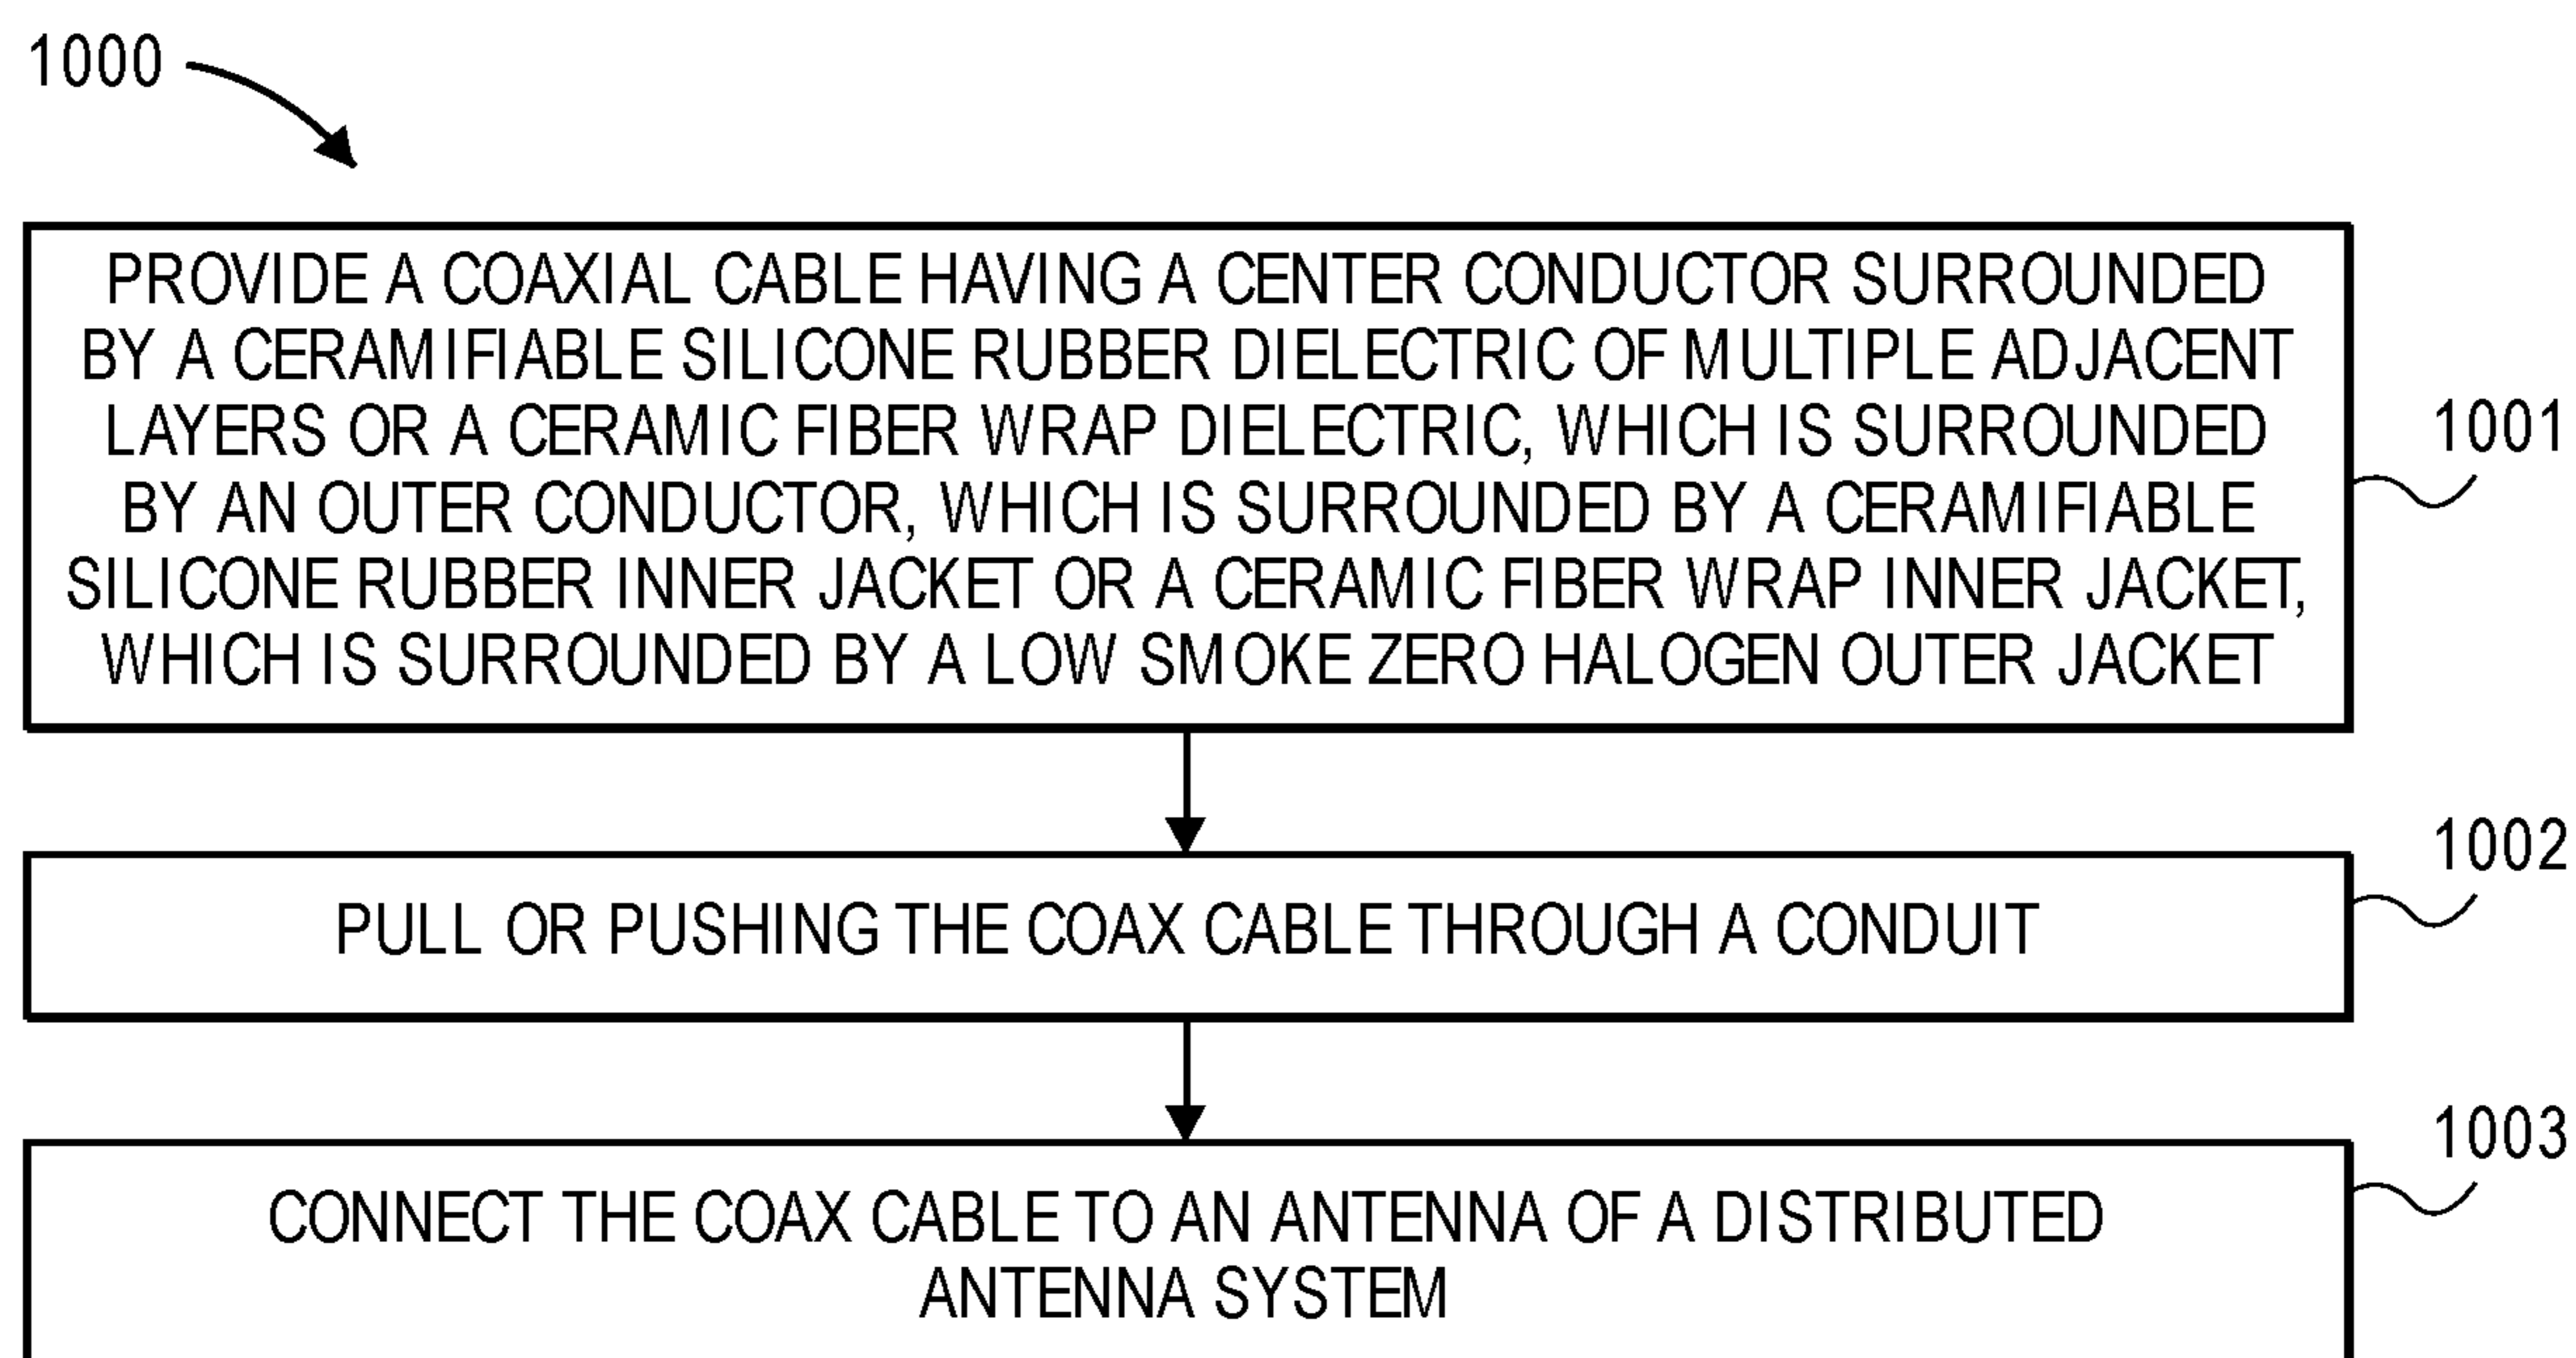 1000
PROVIDE A COAXIAL CABLE HAVING A CENTER CONDUCTOR SURROUNDED
BY A CERAMIFIABLE SILICONE RUBBER DIELECTRIC OF MULTIPLE ADJACENT
LAYERS OR A CERAMIC FIBER WRAP DIELECTRIC, WHICH IS SURROUNDED
BY AN OUTER CONDUCTOR, WHICH IS SURROUNDED BY A CERAMIFIABLE
SILICONE RUBBER INNER JACKET OR A CERAMIC FIBER WRAP INNER JACKET,
WHICH IS SURROUNDED BY A LOW SMOKE ZERO HALOGEN OUTER JACKET
1001
PULL OR PUSHING THE COAX CABLE THROUGH A CONDUIT
1002
CONNECT THE COAX CABLE TO AN ANTENNA OF A DISTRIBUTED
ANTENNA SYSTEM
1003